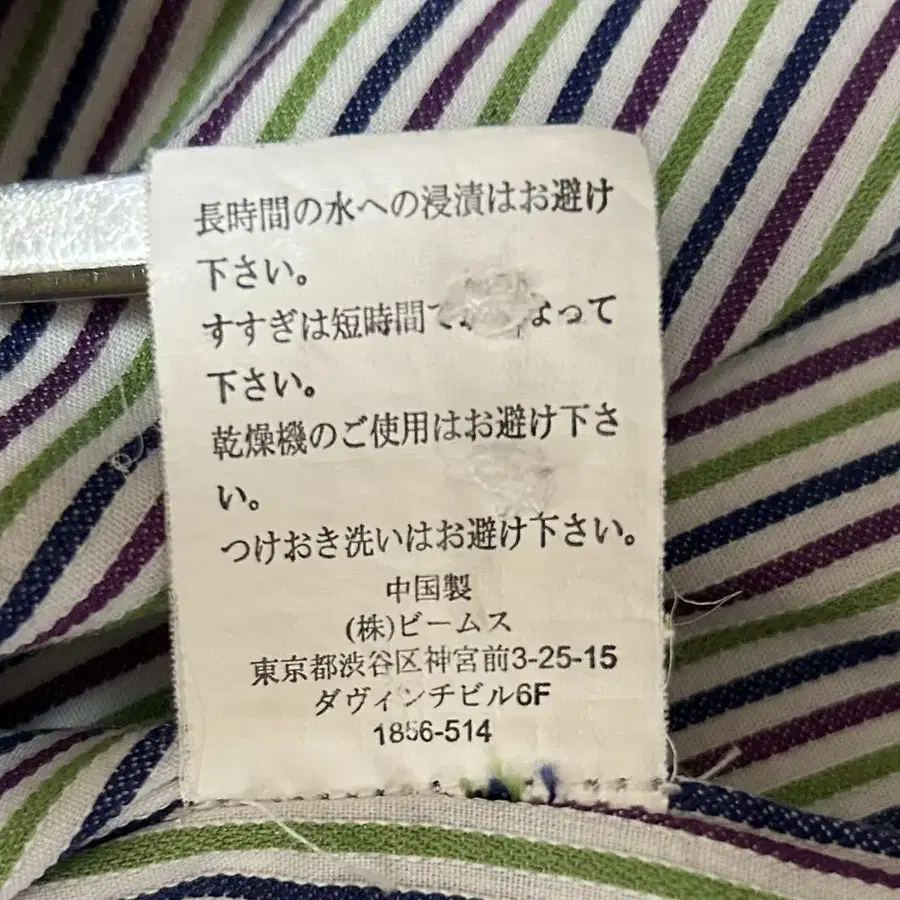 長時間の水への浸漬はお避け
下さい。
すすぎは短時間で よって
下さい。
乾燥機のご使用はお避け下さ
い。
つけおき洗いはお避け下さい。
中国製
(株)ビームス
東京都渋谷区神宮前3-25-15
ダヴィンチビル6F
1856-514